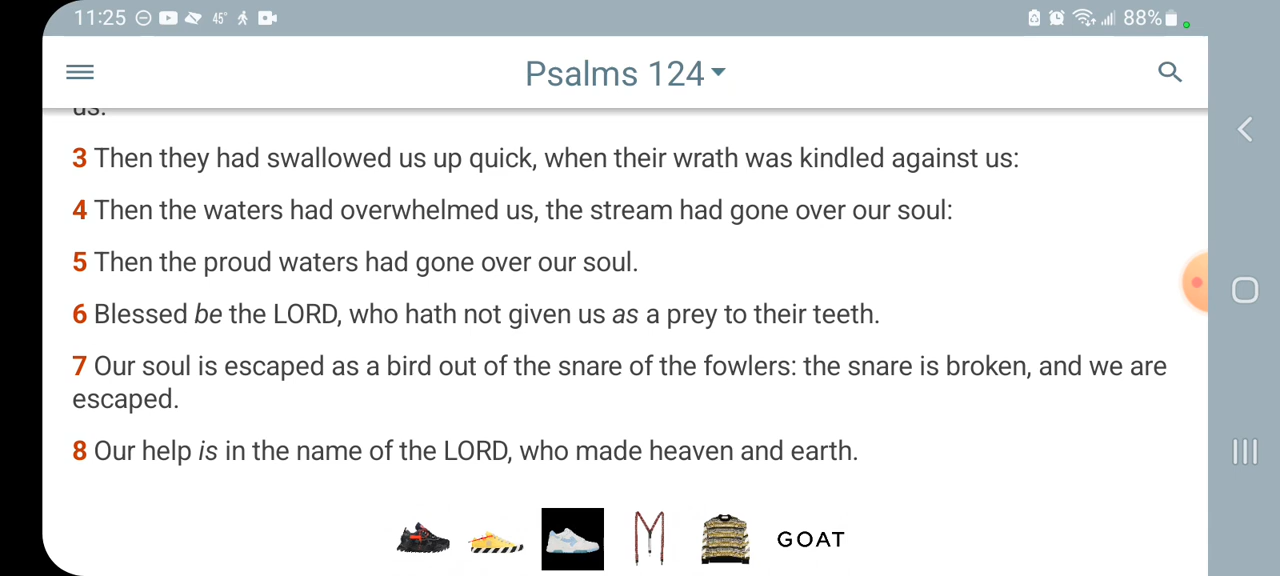 11:25 45° 88%
Psalms 124
us.
3 Then they had swallowed us up quick, when their wrath was kindled against us:
4 Then the waters had overwhelmed us, the stream had gone over our soul:
5 Then the proud waters had gone over our soul.
6 Blessed be the LORD, who hath not given us as a prey to their teeth.
7 Our soul is escaped as a bird out of the snare of the fowlers: the snare is broken, and we are
escaped.
8 Our help is in the name of the LORD, who made heaven and earth.
GOAT